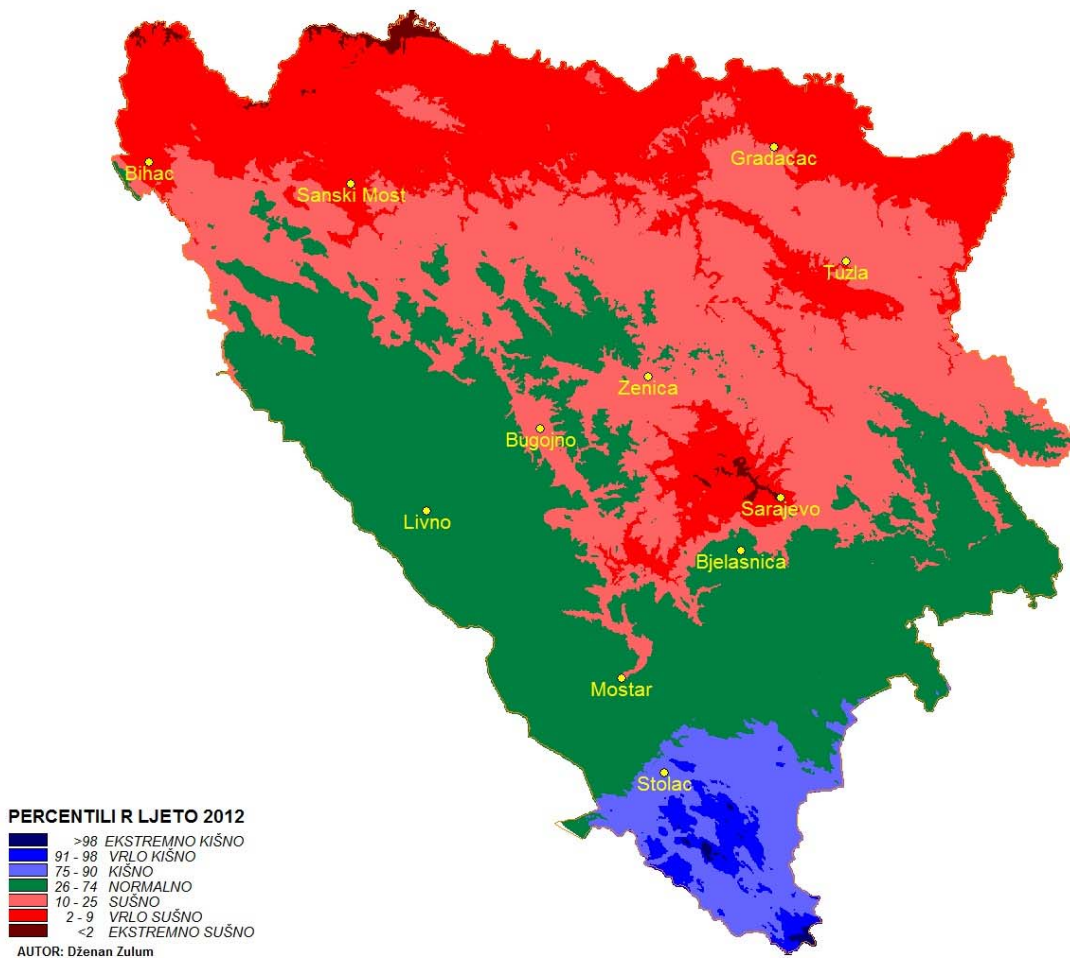 Bihac
Sanski Most
Gradacac
Tuzla
Zenica
Bugojno
Livno
Sarajevo
Bjelasnica
Mostar
Stolac
PERCENTILI R LJETO 2012
>98 EKSTREMNO KIŠNO
91 - 98 VRLO KIŠNO
75 - 90 KIŠNO
26 - 74 NORMALNO
10 - 25 SUŠNO
2 - 9 VRLO SUŠNO
<2 EKSTREMNO SUŠNO
AUTOR: Dženan Zulum